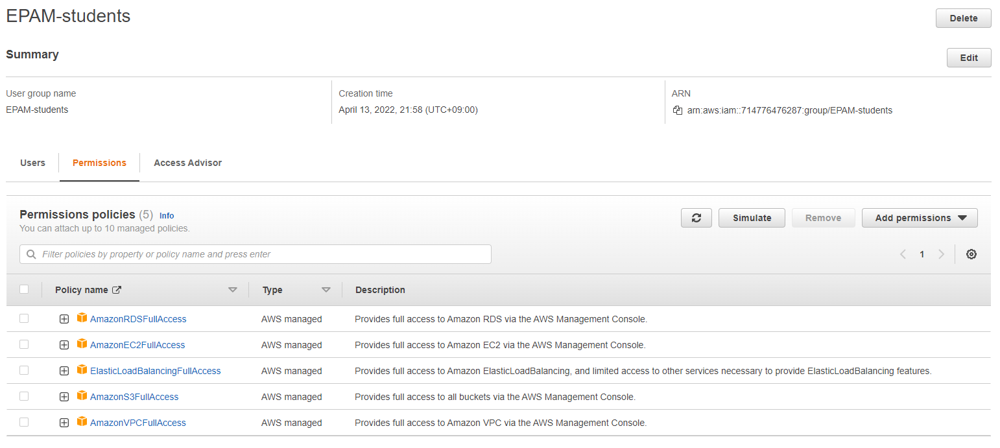 EPAM-students
Delete
Summary
Edit
User group name
Creation time
ARN
EPAM-students
April 13, 2022, 21:58 (UTC+09:00)
arn:aws:iam::714776476287:group/EPAM-students
Users Permissions Access Advisor
Permissions policies (5) Info
You can attach up to 10 managed policies.
Simulate Remove Add permissions
Filter policies by property or policy name and press enter
1
Policy name Type Description
AmazonRDSFullAccess AWS managed Provides full access to Amazon RDS via the AWS Management Console.
AmazonEC2FullAccess AWS managed Provides full access to Amazon EC2 via the AWS Management Console.
ElasticLoadBalancingFullAccess AWS managed Provides full access to Amazon ElasticLoadBalancing, and limited access to other services necessary to provide ElasticLoadBalancing features.
AmazonS3FullAccess AWS managed Provides full access to all buckets via the AWS Management Console.
AmazonVPCFullAccess AWS managed Provides full access to Amazon VPC via the AWS Management Console.